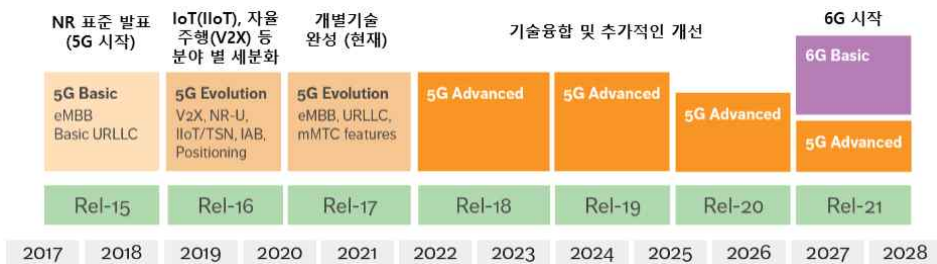 NR 표준 발표
(5G 시작)
IoT(IIoT), 자율
주행(V2X) 등
분야 별 세분화
개별기술
완성 (현재)
기술융합 및 추가적인 개선
6G 시작
5G Basic
eMBB
Basic URLLC
5G Evolution
V2X, NR-U,
IIoT/TSN, IAB,
Positioning
5G Evolution
eMBB, URLLC,
mMTC features
5G Advanced
5G Advanced
5G Advanced
6G Basic
5G Advanced
Rel-15
Rel-16
Rel-17
Rel-18
Rel-19
Rel-20
Rel-21
2017
2018
2019
2020
2021
2022
2023
2024
2025
2026
2027
2028